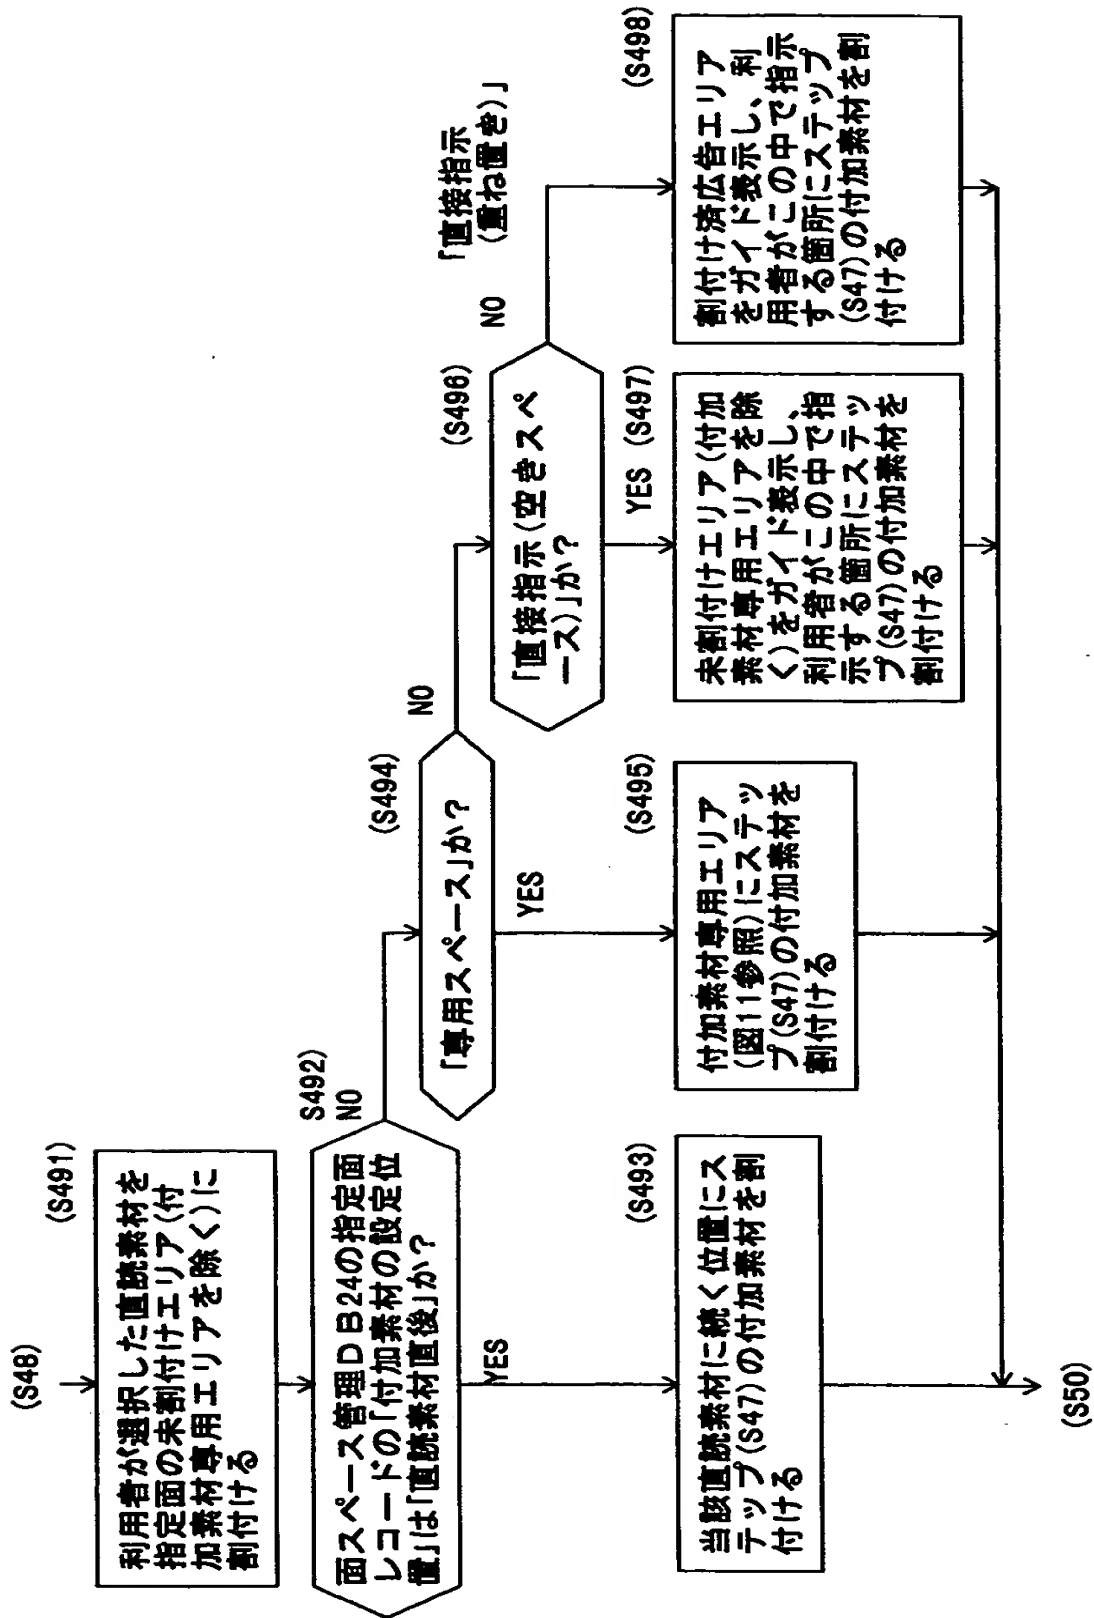 (S48)
(S491)
利用者が選択した直読素材を
指定面の未割付けエリア(付
加素材専用エリアを除く)に
割付ける
S492)
面スペース管理DB24の指定面
レコードの「付加素材の設定位
置」は「直読素材直後」か?
NO
YES
(S493)
当該直読素材に続く位置にス
テップ(S47)の付加素材を割
付ける
(S494)
「専用スペース」か?
NO
YES
(S495)
付加素材専用エリア
(図11参照)にステッ
プ(S47)の付加素材を
割付ける
(S496)
「直接指示(空きスペ
ース)」か?
NO
「直接指示
(重ね置き)」
YES
(S497)
未割付けエリア(付加
素材専用エリアを除
く)をガイド表示し、
利用者がこの中で指
示する箇所にステッ
プ(S47)の付加素材を
割付ける
(S498)
割付け済広告エリア
をガイド表示し、利
用者がこの中で指示
する箇所にステップ
(S47)の付加素材を割
付ける
(S50)